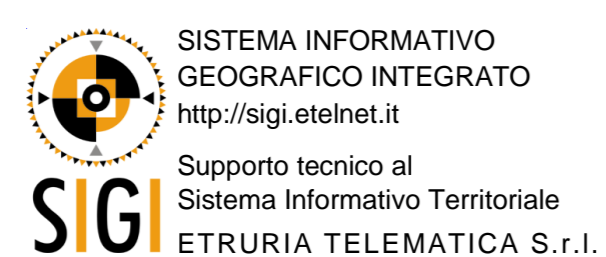 SISTEMA INFORMATIVO
GEOGRAFICO INTEGRATO
http://sigi.etelnet.it
Supporto tecnico al
Sistema Informativo Territoriale
ETRURIA TELEMATICA S.r.l.
SIGI